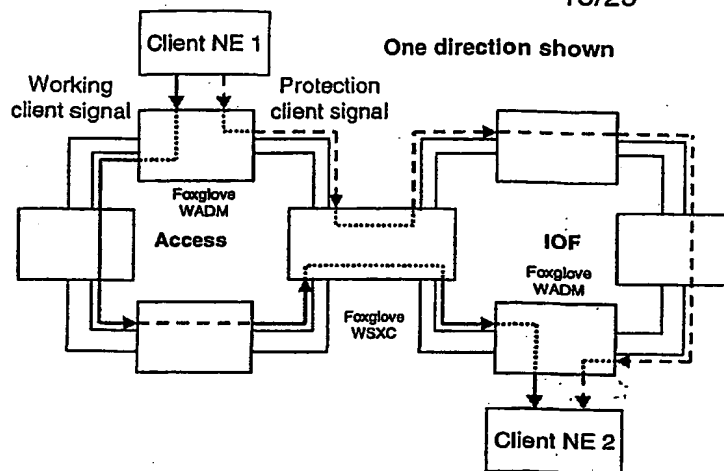 Client NE 1
One direction shown
Working
client signal
Protection
client signal
Foxglove
WADM
Access
IOF
Foxglove
WADM
Foxglove
WSXC
Client NE 2